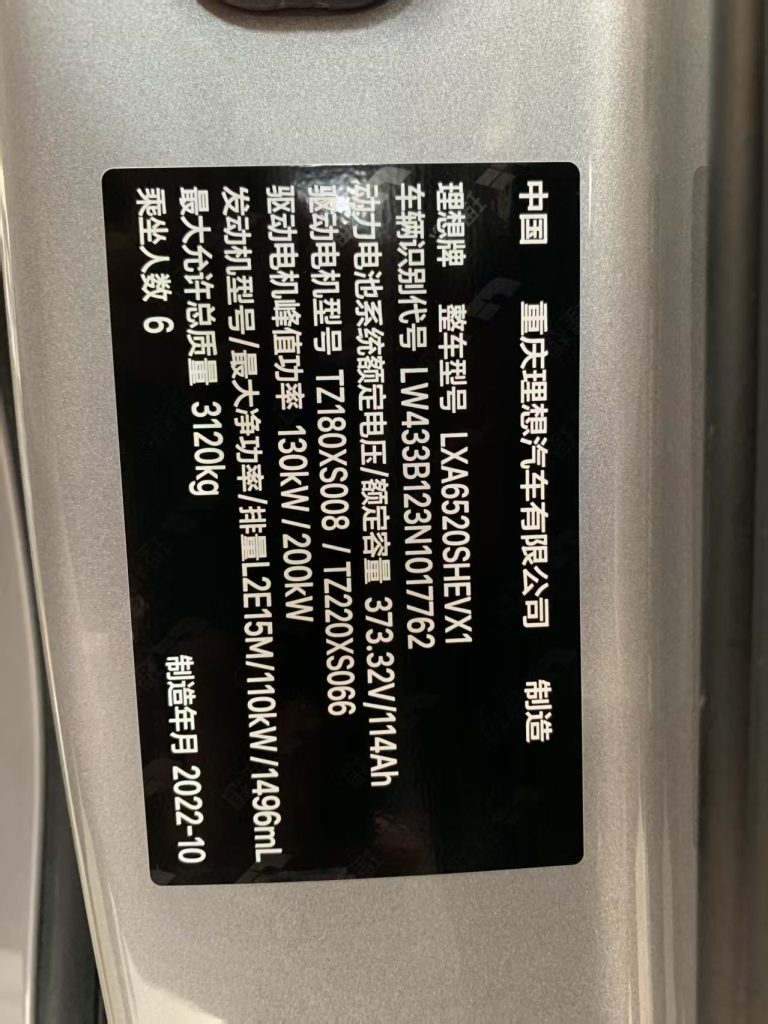 中国 重庆理想汽车有限公司 制造
理想牌 整车型号 LXA6520SHEVX1
车辆识别代号 LW433B123N1017762
动力电池系统额定电压/额定容量 373.32V/114Ah
驱动电机型号 TZ180XS008 / TZ220XS066
驱动电机峰值功率 130kW/200kW
发动机型号/最大净功率/排量L2E15M/110kW/1496mL
最大允许总质量 3120kg
乘坐人数 6 制造年月 2022-10